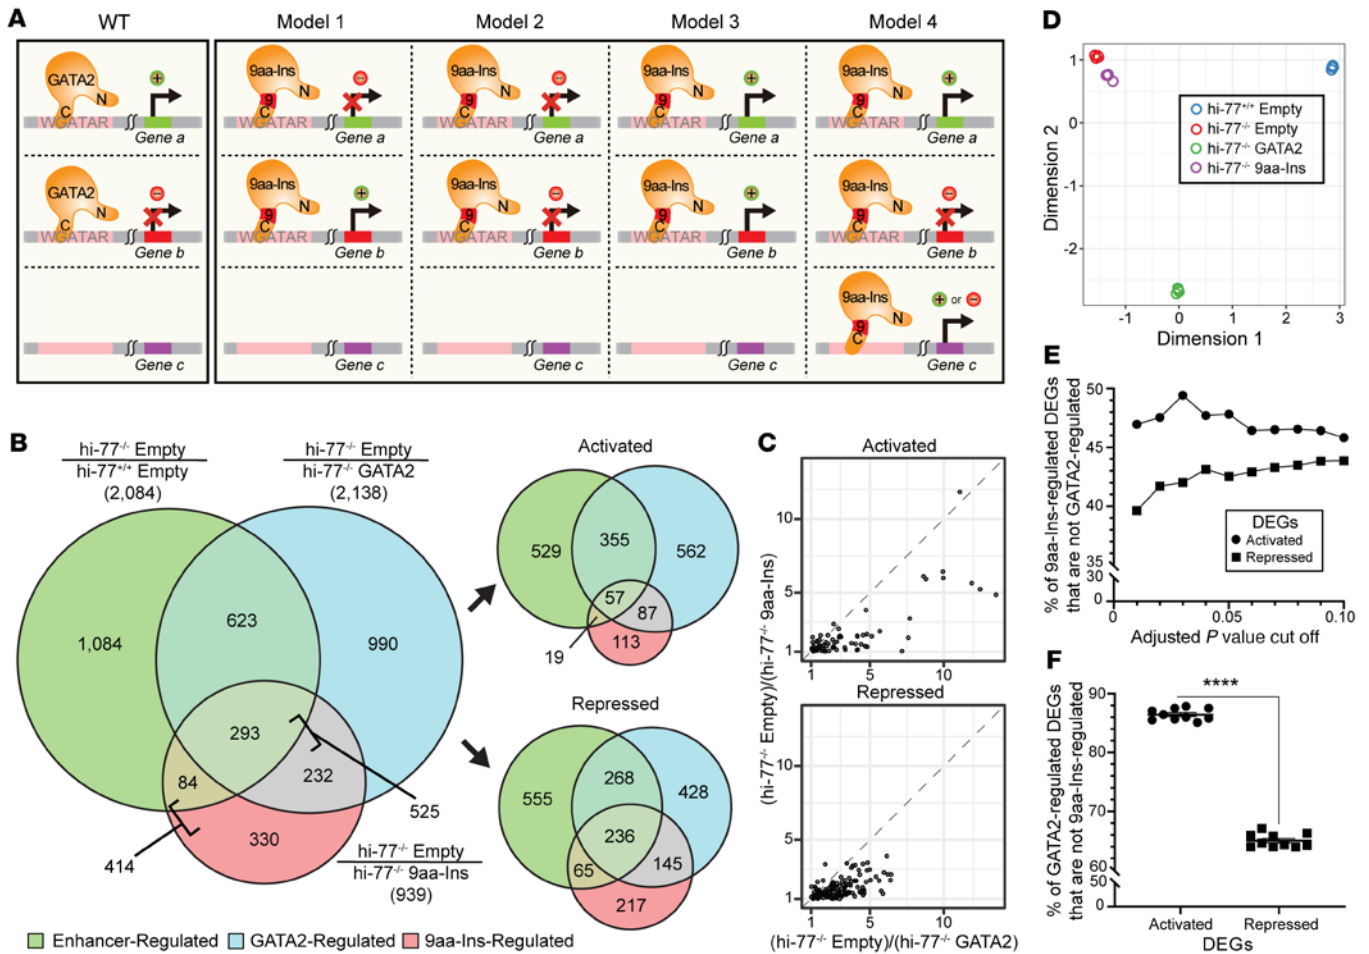 A
WT
Model 1
Model 2
Model 3
Model 4
GATA2
C
N
WGATAR
+
Gene a
9aa-Ins
9
C
N
WGATAR
−
Gene a
9aa-Ins
9
C
N
WGATAR
−
Gene a
9aa-Ins
9
C
N
WGATAR
+
Gene a
9aa-Ins
9
C
N
WGATAR
+
Gene a
GATA2
C
N
WGATAR
−
Gene b
9aa-Ins
9
C
N
WGATAR
+
Gene b
9aa-Ins
9
C
N
WGATAR
−
Gene b
9aa-Ins
9
C
N
WGATAR
+
Gene b
9aa-Ins
9
C
N
WGATAR
−
Gene b
Gene c
Gene c
Gene c
Gene c
9aa-Ins
9
C
N
+ or −
Gene c
B
hi-77-/- Empty
hi-77+/+ Empty
(2,084)
hi-77-/- Empty
hi-77-/- GATA2
(2,138)
1,084
623
990
293
84
232
330
525
414
hi-77-/- Empty
hi-77-/- 9aa-Ins
(939)
Activated
529
355
562
57
87
19
113
Repressed
555
268
428
236
65
145
217
Enhancer-Regulated
GATA2-Regulated
9aa-Ins-Regulated
C
Activated
10
5
1
1
5
10
Repressed
10
5
1
1
5
10
(hi-77-/- Empty)/(hi-77-/- 9aa-Ins)
(hi-77-/- Empty)/(hi-77-/- GATA2)
D
1
0
-1
-2
Dimension 2
-1
0
1
2
3
Dimension 1
hi-77+/+ Empty
hi-77-/- Empty
hi-77-/- GATA2
hi-77-/- 9aa-Ins
E
% of 9aa-Ins-regulated DEGs
that are not GATA2-regulated
50
45
40
35
30
0
0
0.05
0.10
Adjusted P value cut off
DEGs
Activated
Repressed
F
% of GATA2-regulated DEGs
that are not 9aa-Ins-regulated
90
80
70
60
50
0
****
Activated
Repressed
DEGs